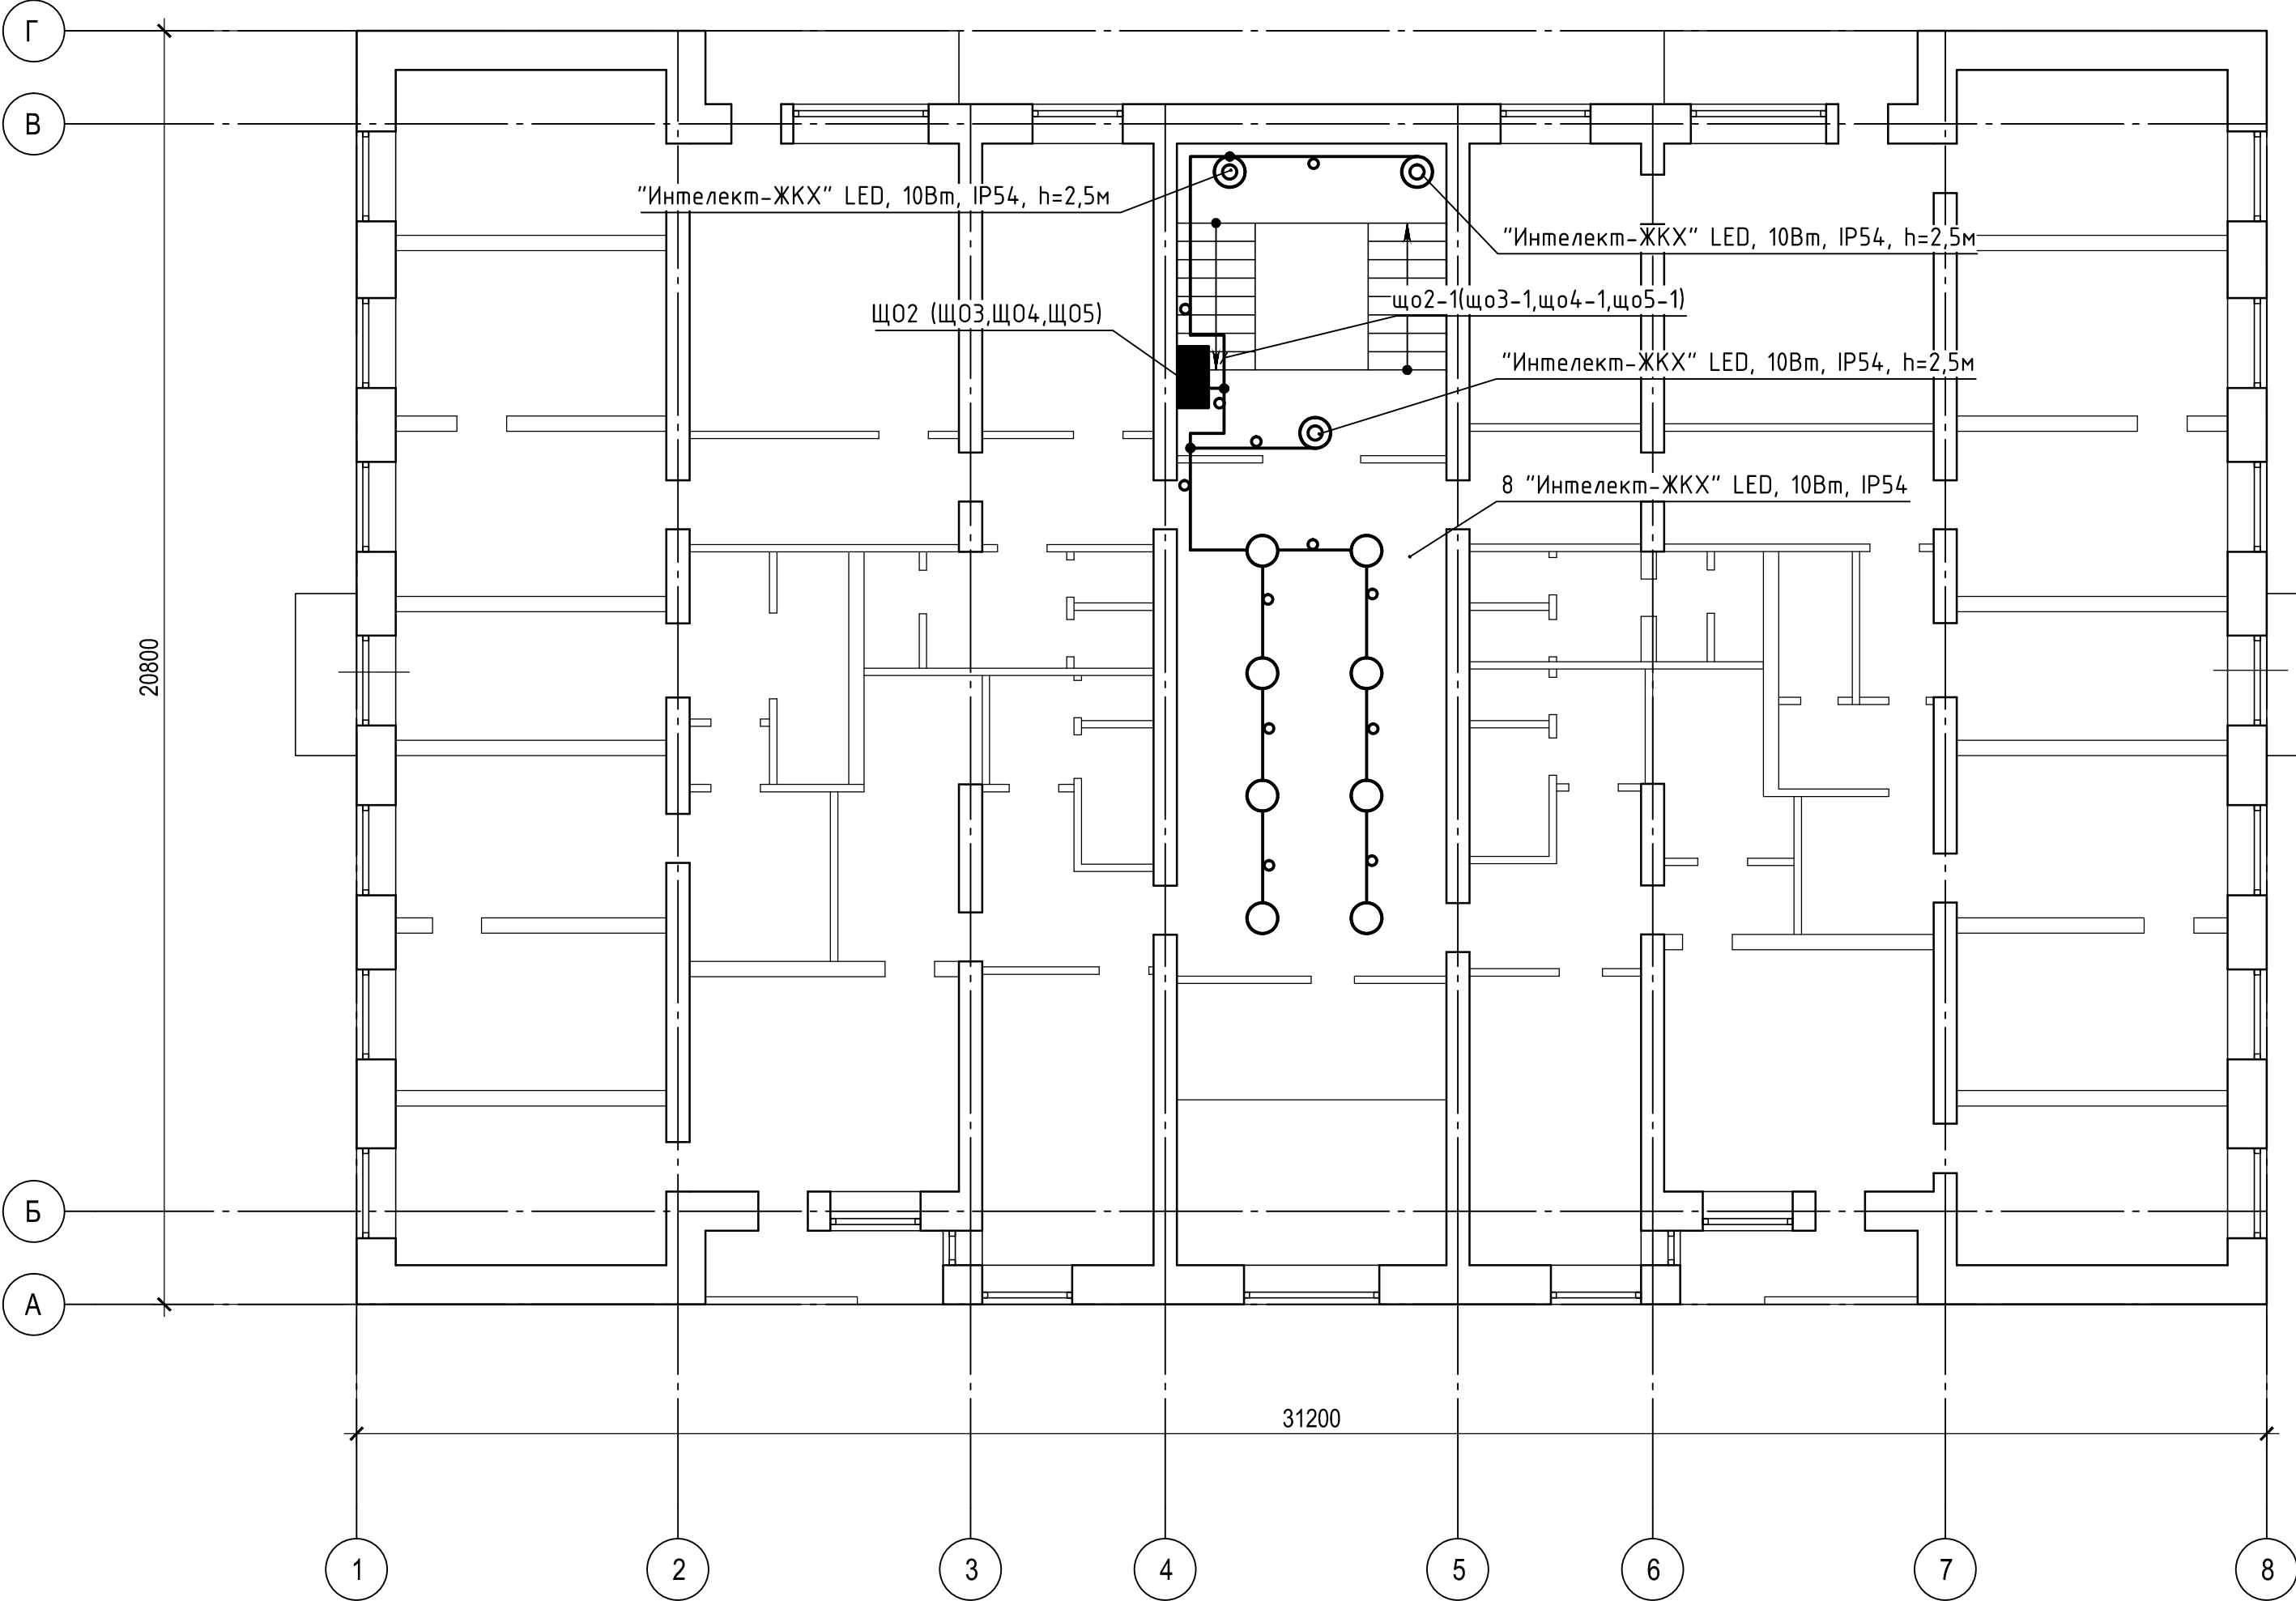 Г
В
"Интелект-ЖКХ" LED, 10Вт, IP54, h=2,5м
"Интелект-ЖКХ" LED, 10Вт, IP54, h=2,5м
ЩО2 (ЩО3,ЩО4,ЩО5)
що2-1(що3-1,що4-1,що5-1)
"Интелект-ЖКХ" LED, 10Вт, IP54, h=2,5м
8 "Интелект-ЖКХ" LED, 10Вт, IP54
20800
Б
А
31200
1 2 3 4 5 6 7 8